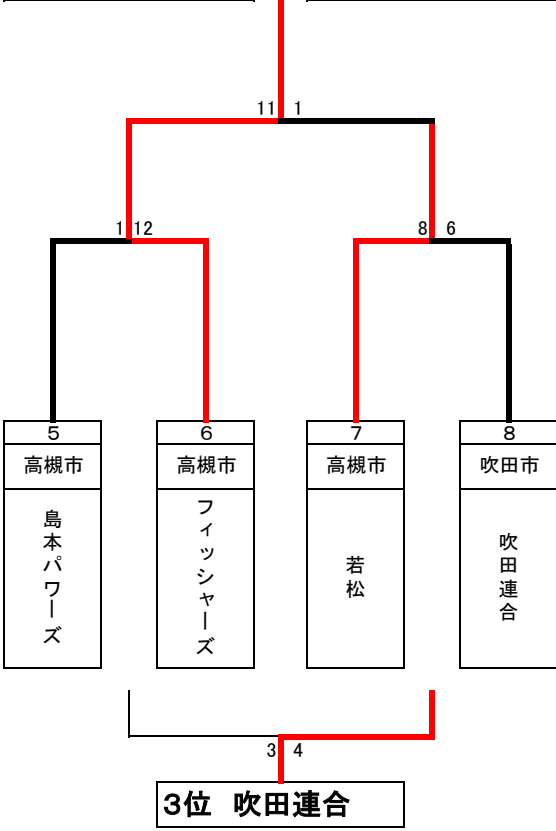 11 1
1 12
8 6
5 6 7 8
高槻市 高槻市 高槻市 吹田市
島本パワーズ
フィッシャーズ
若松
吹田連合
3 4
3位 吹田連合